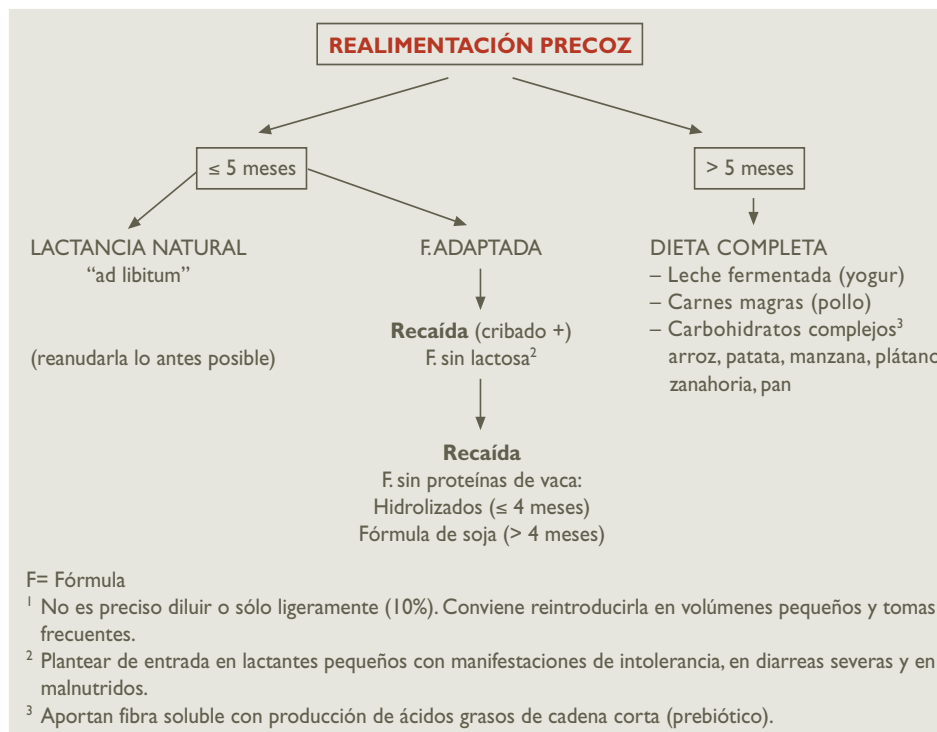 REALIMENTACIÓN PRECOZ
≤ 5 meses
> 5 meses
LACTANCIA NATURAL
“ad libitum”
(reanudarla lo antes posible)
F. ADAPTADA
Recaída (cribado +)
F. sin lactosa²
Recaída
F. sin proteínas de vaca:
Hidrolizados (≤ 4 meses)
Fórmula de soja (> 4 meses)
DIETA COMPLETA
– Leche fermentada (yogur)
– Carnes magras (pollo)
– Carbohidratos complejos³
arroz, patata, manzana, plátano
zanahoria, pan
F= Fórmula
¹ No es preciso diluir o sólo ligeramente (10%). Conviene reintroducirla en volúmenes pequeños y tomas
frecuentes.
² Plantear de entrada en lactantes pequeños con manifestaciones de intolerancia, en diarreas severas y en
malnutridos.
³ Aportan fibra soluble con producción de ácidos grasos de cadena corta (prebiótico).